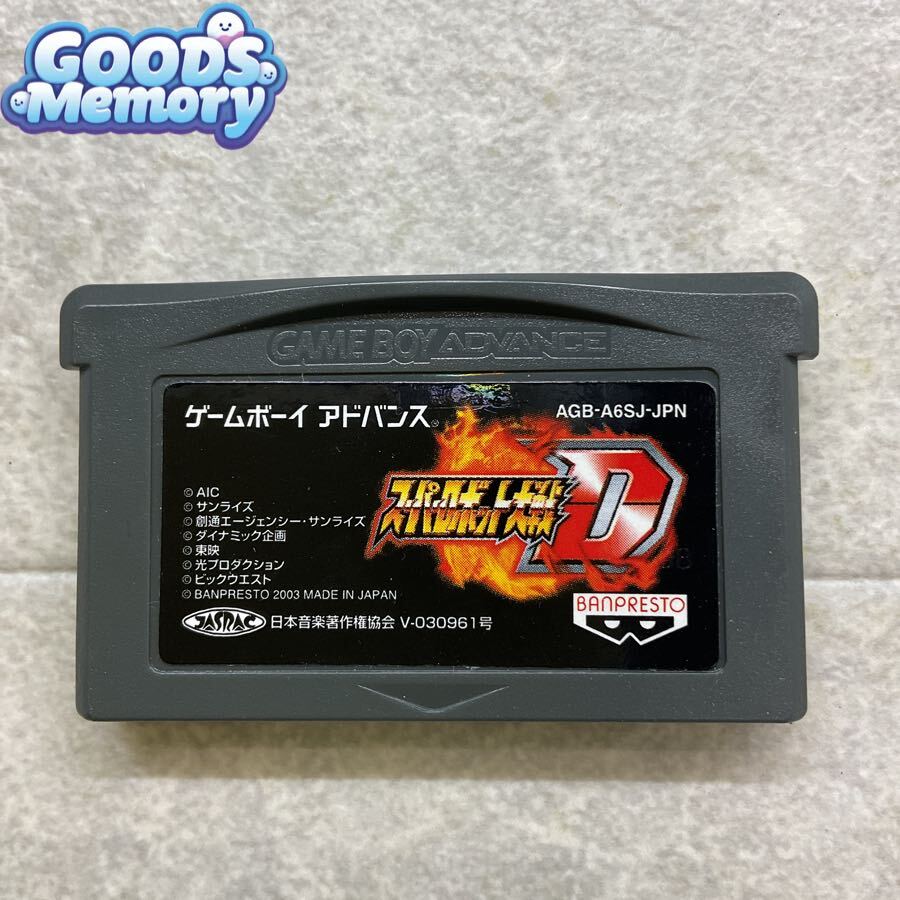 GOODS
Memory
GAME BOY ADVANCE
ゲームボーイ アドバンス
AGB-A6SJ-JPN
スーパーロボット大戦
D
© AIC
© サンライズ
© 創通エージェンシー・サンライズ
© ダイナミック企画
© 東映
© 光プロダクション
© ビックウエスト
© BANPRESTO 2003 MADE IN JAPAN
BANPRESTO
JASRAC 日本音楽著作権協会 V-030961号